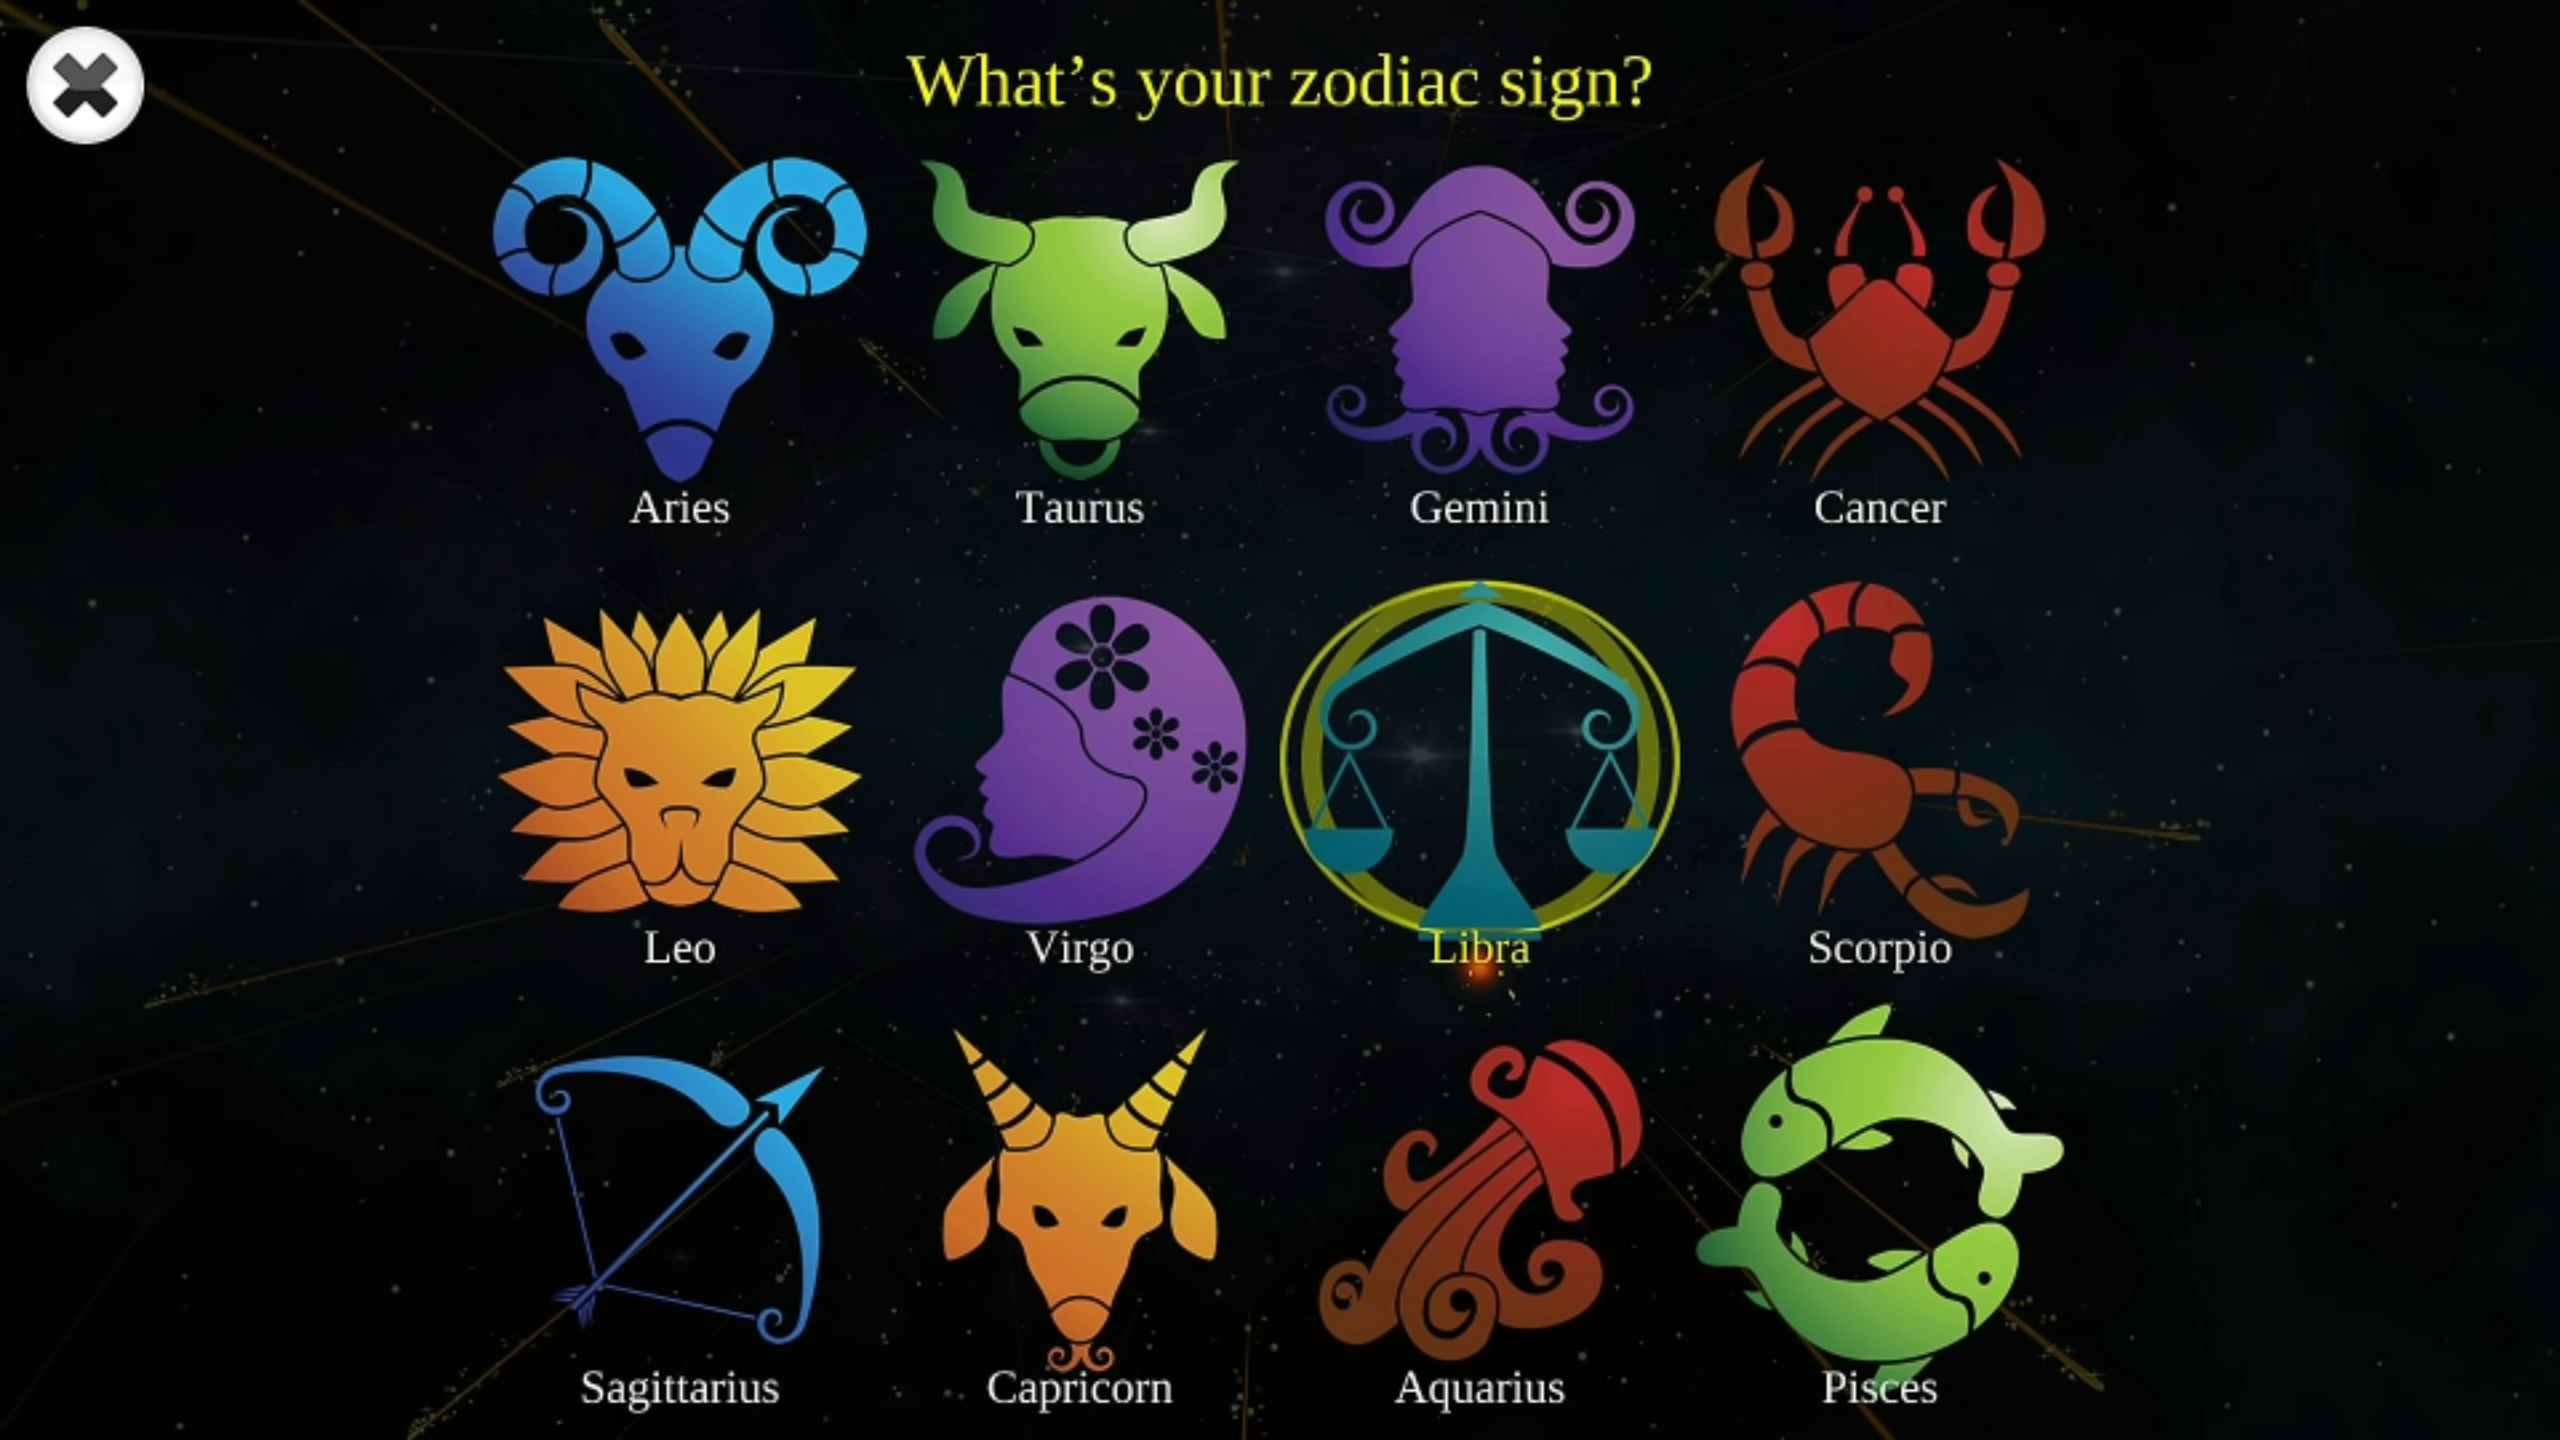 What’s your zodiac sign?
Aries
Taurus
Gemini
Cancer
Leo
Virgo
Libra
Scorpio
Sagittarius
Capricorn
Aquarius
Pisces